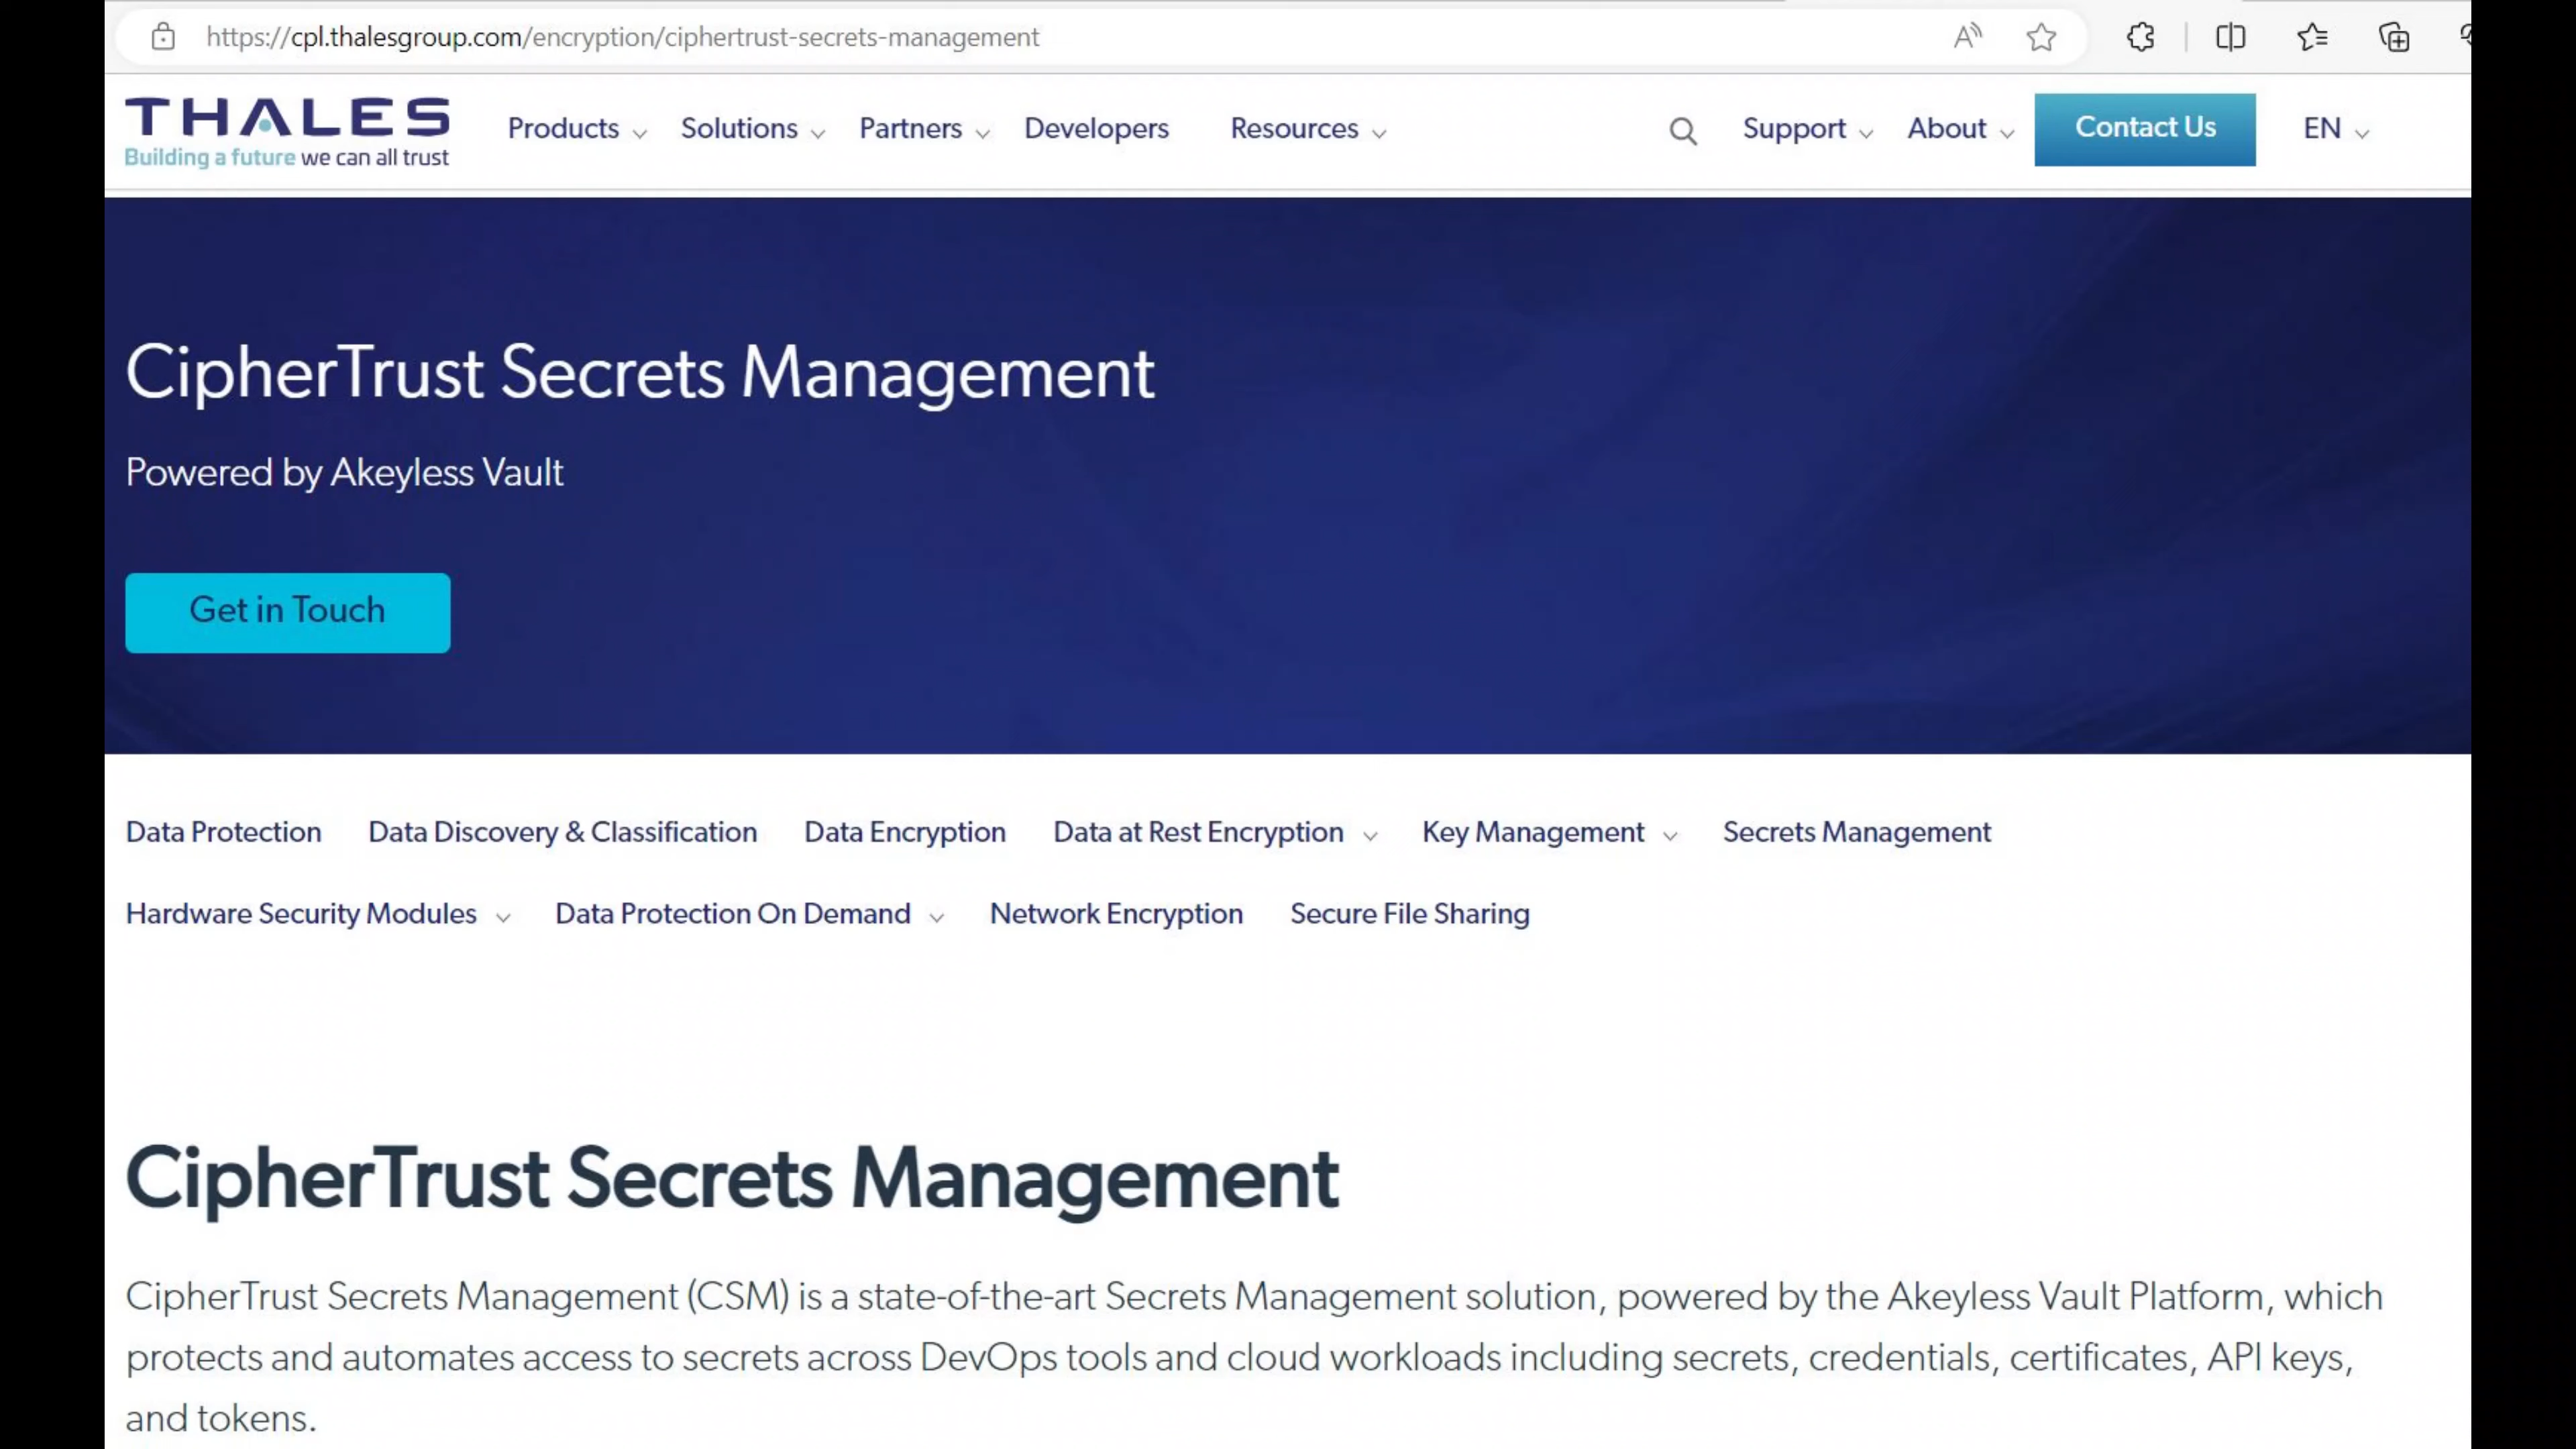 https://cpl.thalesgroup.com/encryption/ciphertrust-secrets-management
THALES
Building a future we can all trust
Products Solutions Partners Developers Resources Support About Contact Us EN
CipherTrust Secrets Management
Powered by Akeyless Vault
Get in Touch
Data Protection Data Discovery & Classification Data Encryption Data at Rest Encryption Key Management Secrets Management
Hardware Security Modules Data Protection On Demand Network Encryption Secure File Sharing
CipherTrust Secrets Management
CipherTrust Secrets Management (CSM) is a state-of-the-art Secrets Management solution, powered by the Akeyless Vault Platform, which
protects and automates access to secrets across DevOps tools and cloud workloads including secrets, credentials, certificates, API keys,
and tokens.